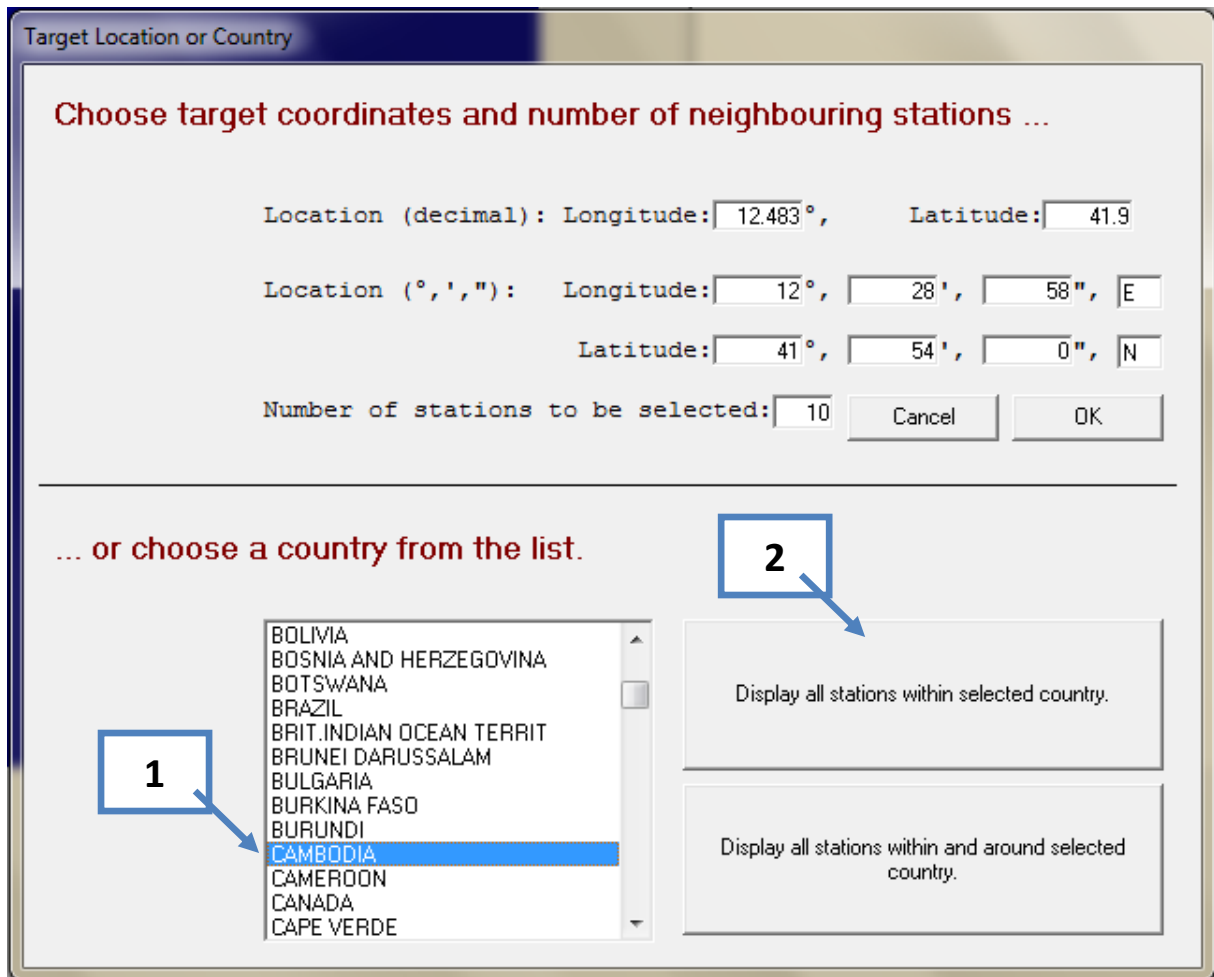 Target Location or Country
Choose target coordinates and number of neighbouring stations ...
Location (decimal): Longitude: 12.483°, Latitude: 41.9
Location (°,',"): Longitude: 12°, 28', 58", E
Latitude: 41°, 54', 0", N
Number of stations to be selected: 10 Cancel OK
... or choose a country from the list.
2
BOLIVIA
BOSNIA AND HERZEGOVINA
BOTSWANA
BRAZIL
BRIT.INDIAN OCEAN TERRIT
BRUNEI DARUSSALAM
BULGARIA
BURKINA FASO
BURUNDI
CAMBODIA
CAMEROON
CANADA
CAPE VERDE
1
Display all stations within selected country.
Display all stations within and around selected
country.